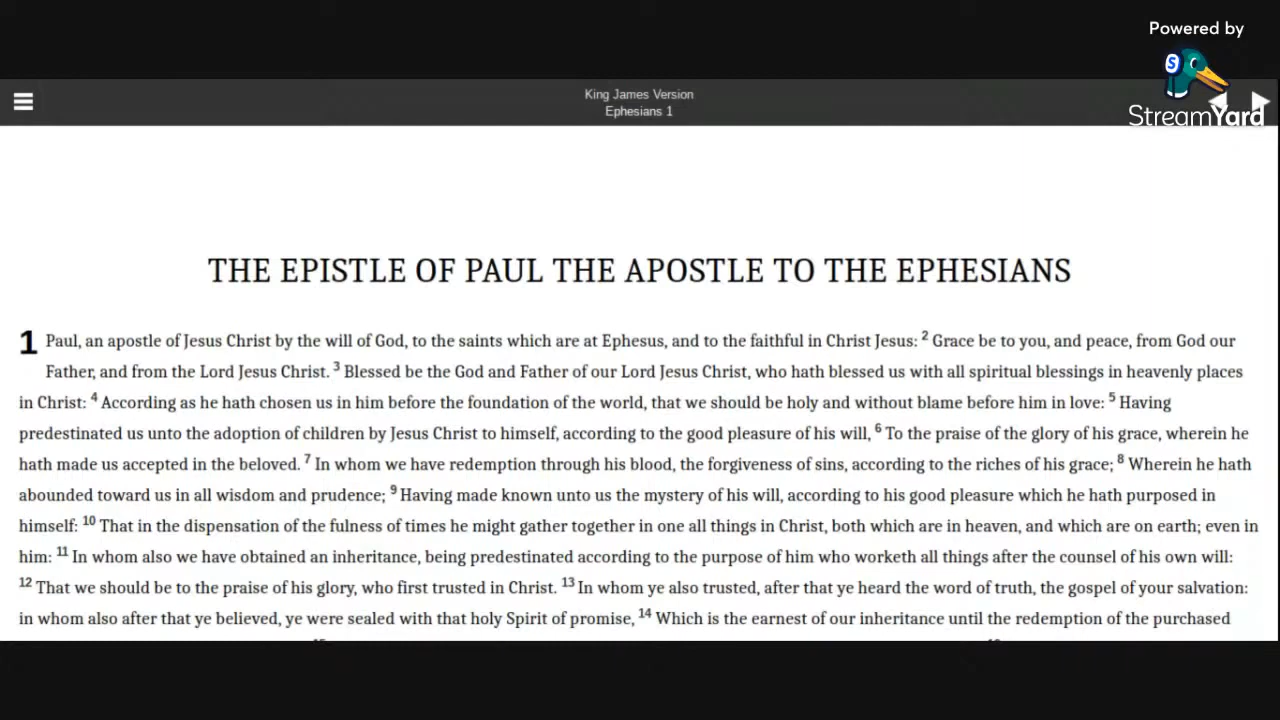 Powered by
StreamYard
King James Version
Ephesians 1
THE EPISTLE OF PAUL THE APOSTLE TO THE EPHESIANS
1 Paul, an apostle of Jesus Christ by the will of God, to the saints which are at Ephesus, and to the faithful in Christ Jesus: 2 Grace be to you, and peace, from God our
Father, and from the Lord Jesus Christ. 3 Blessed be the God and Father of our Lord Jesus Christ, who hath blessed us with all spiritual blessings in heavenly places
in Christ: 4 According as he hath chosen us in him before the foundation of the world, that we should be holy and without blame before him in love: 5 Having
predestinated us unto the adoption of children by Jesus Christ to himself, according to the good pleasure of his will, 6 To the praise of the glory of his grace, wherein he
hath made us accepted in the beloved. 7 In whom we have redemption through his blood, the forgiveness of sins, according to the riches of his grace; 8 Wherein he hath
abounded toward us in all wisdom and prudence; 9 Having made known unto us the mystery of his will, according to his good pleasure which he hath purposed in
himself: 10 That in the dispensation of the fulness of times he might gather together in one all things in Christ, both which are in heaven, and which are on earth; even in
him: 11 In whom also we have obtained an inheritance, being predestinated according to the purpose of him who worketh all things after the counsel of his own will:
12 That we should be to the praise of his glory, who first trusted in Christ. 13 In whom ye also trusted, after that ye heard the word of truth, the gospel of your salvation:
in whom also after that ye believed, ye were sealed with that holy Spirit of promise, 14 Which is the earnest of our inheritance until the redemption of the purchased